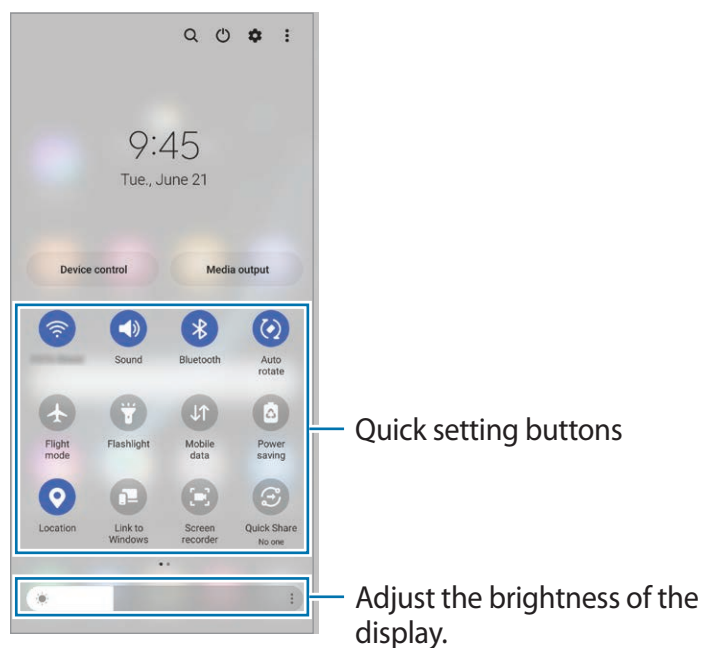 9:45
Tue., June 21
Device control Media output
Sound Bluetooth Auto
rotate
Flight Flashlight Mobile Power
mode data saving
Quick setting buttons
Location Link to Screen Quick Share
Windows recorder No one
Adjust the brightness of the
display.